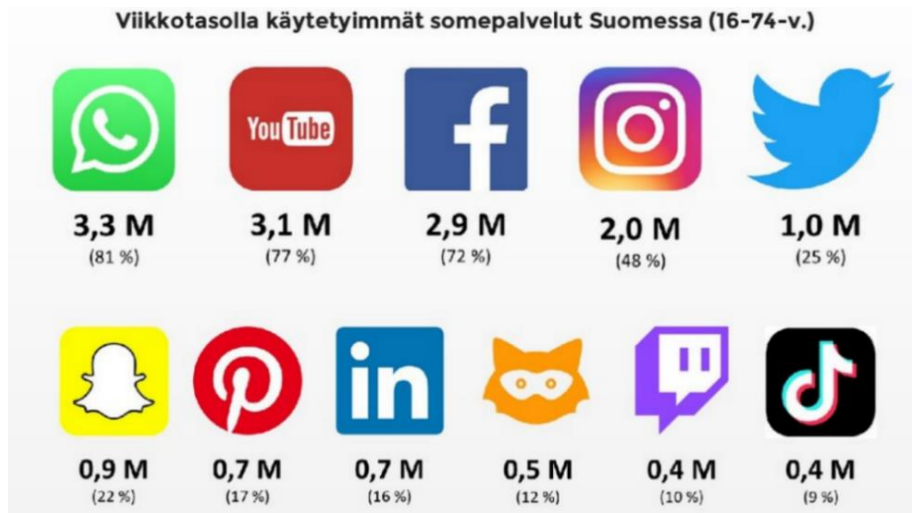 Viikkotasolla käytetyimmät somepalvelut Suomessa (16-74-v.)
You Tube
f
3,3 M
3,1 M
2,9 M
2,0 M
1,0 M
(81 %)
(77 %)
(72 %)
(48 %)
(25 %)
in
0,9 M
0,7 M
0,7 M
0,5 M
0,4 M
0,4 M
(22 %)
(17 %)
(16 %)
(12 %)
(10 %)
(9 %)